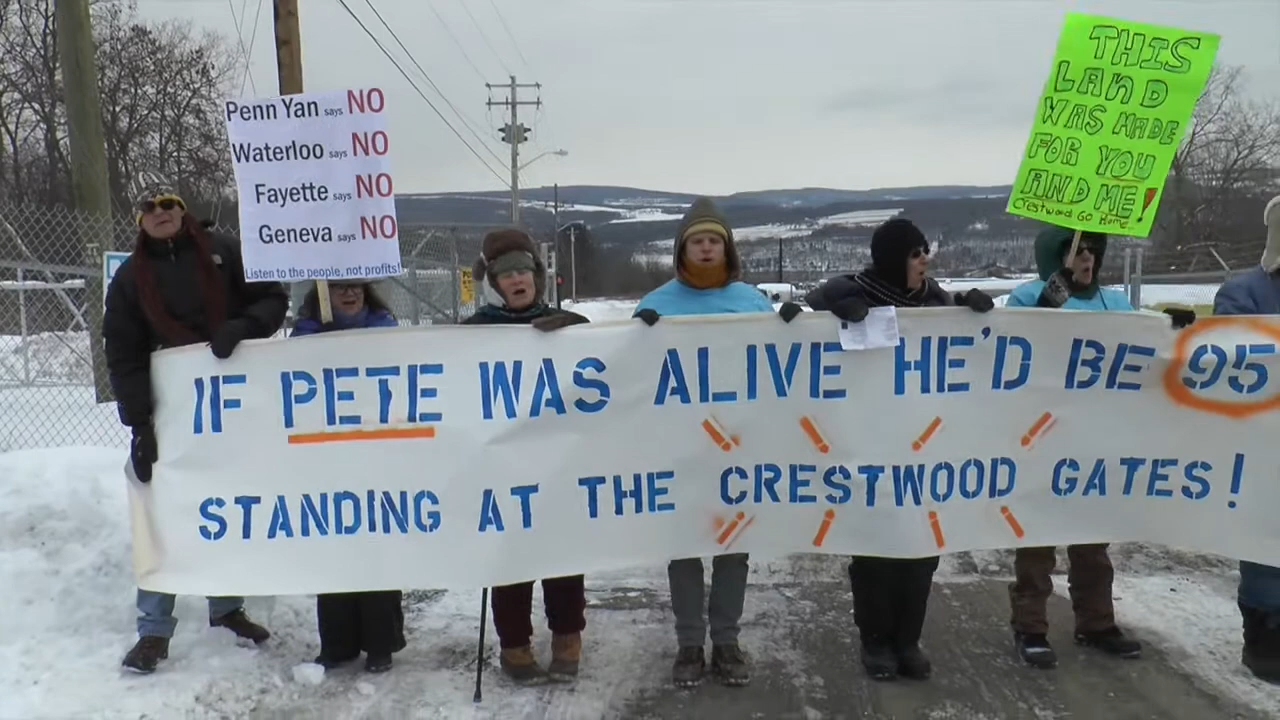 Penn Yan says NO
Waterloo says NO
Fayette says NO
Geneva says NO
Listen to the people, not profits!
THIS
LAND
WAS MADE
FOR YOU
AND ME!
Crestwood Go Home
IF PETE WAS ALIVE HE'D BE 95
STANDING AT THE CRESTWOOD GATES!